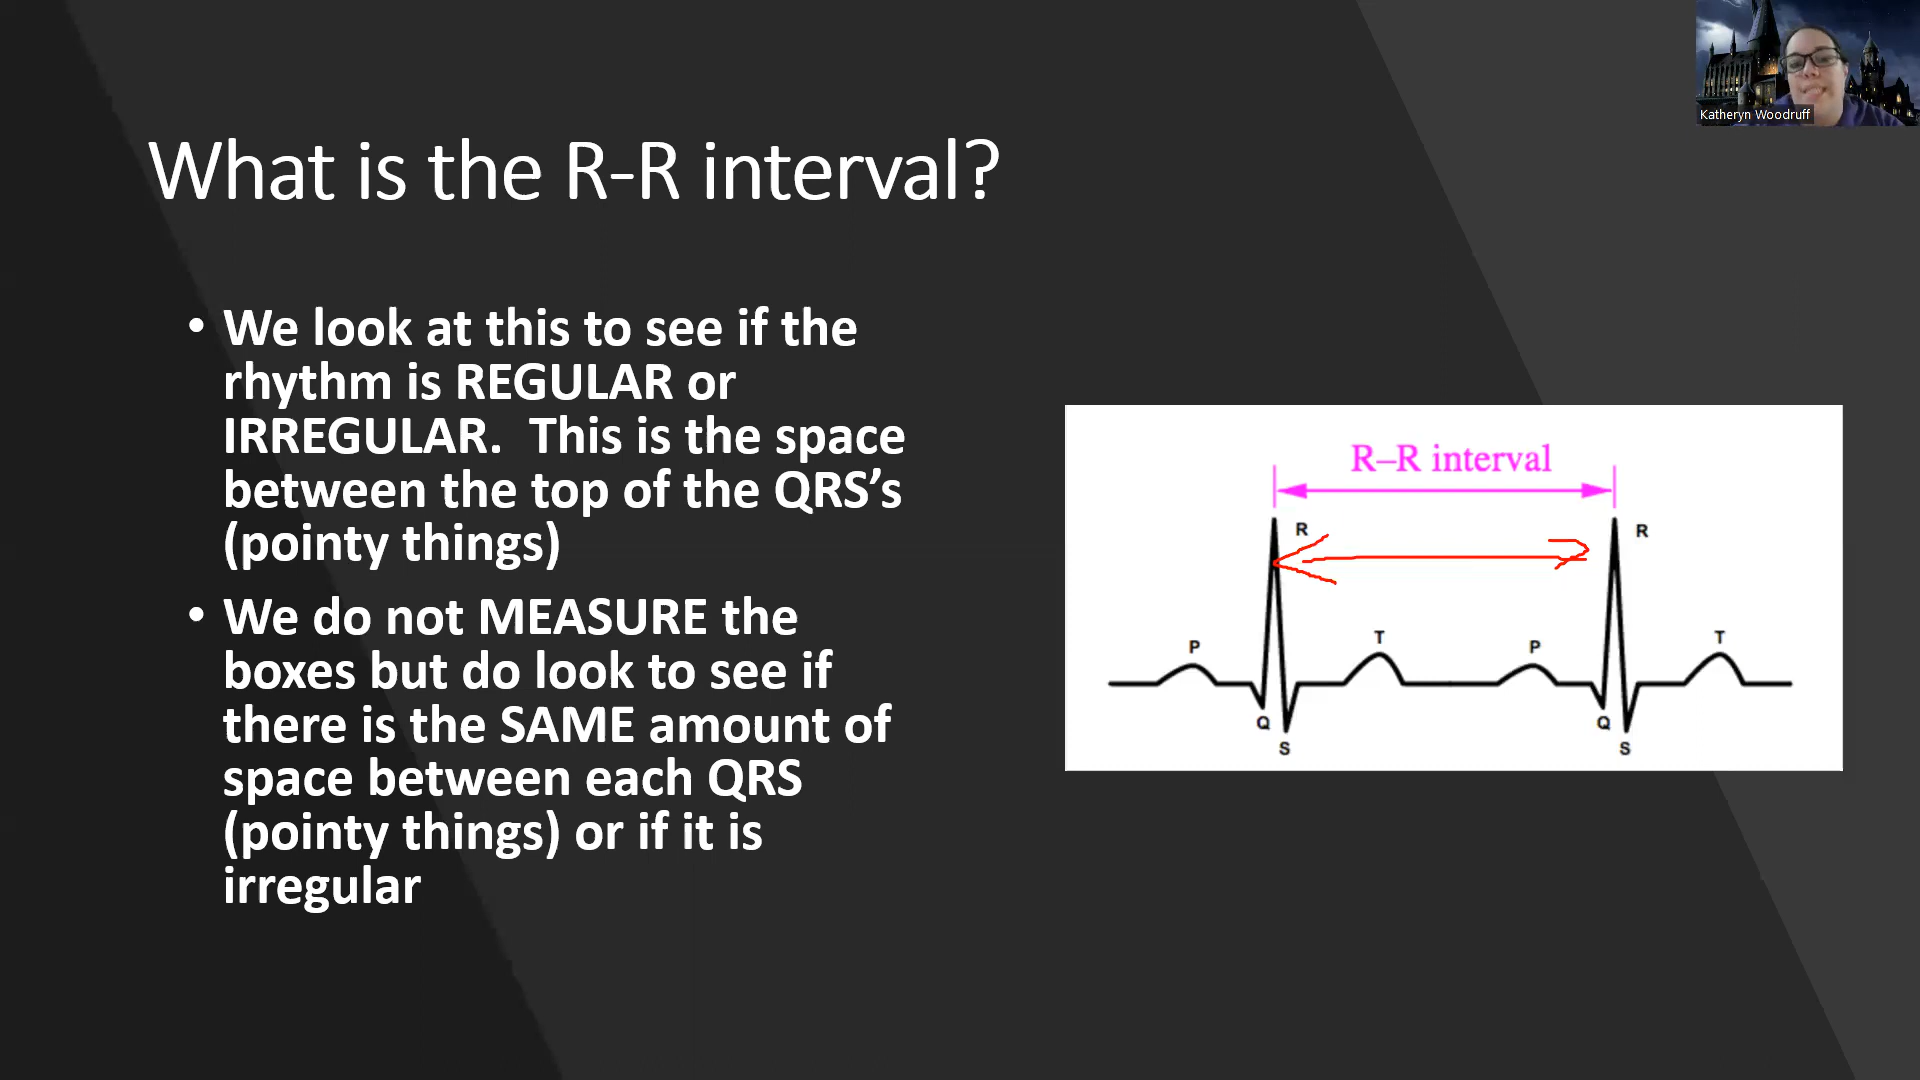 Katheryn Woodruff
What is the R-R interval?
• We look at this to see if the
rhythm is REGULAR or
IRREGULAR.  This is the space
between the top of the QRS’s
(pointy things)
• We do not MEASURE the
boxes but do look to see if
there is the SAME amount of
space between each QRS
(pointy things) or if it is
irregular
R–R interval
R R
P T P T
Q Q
S S